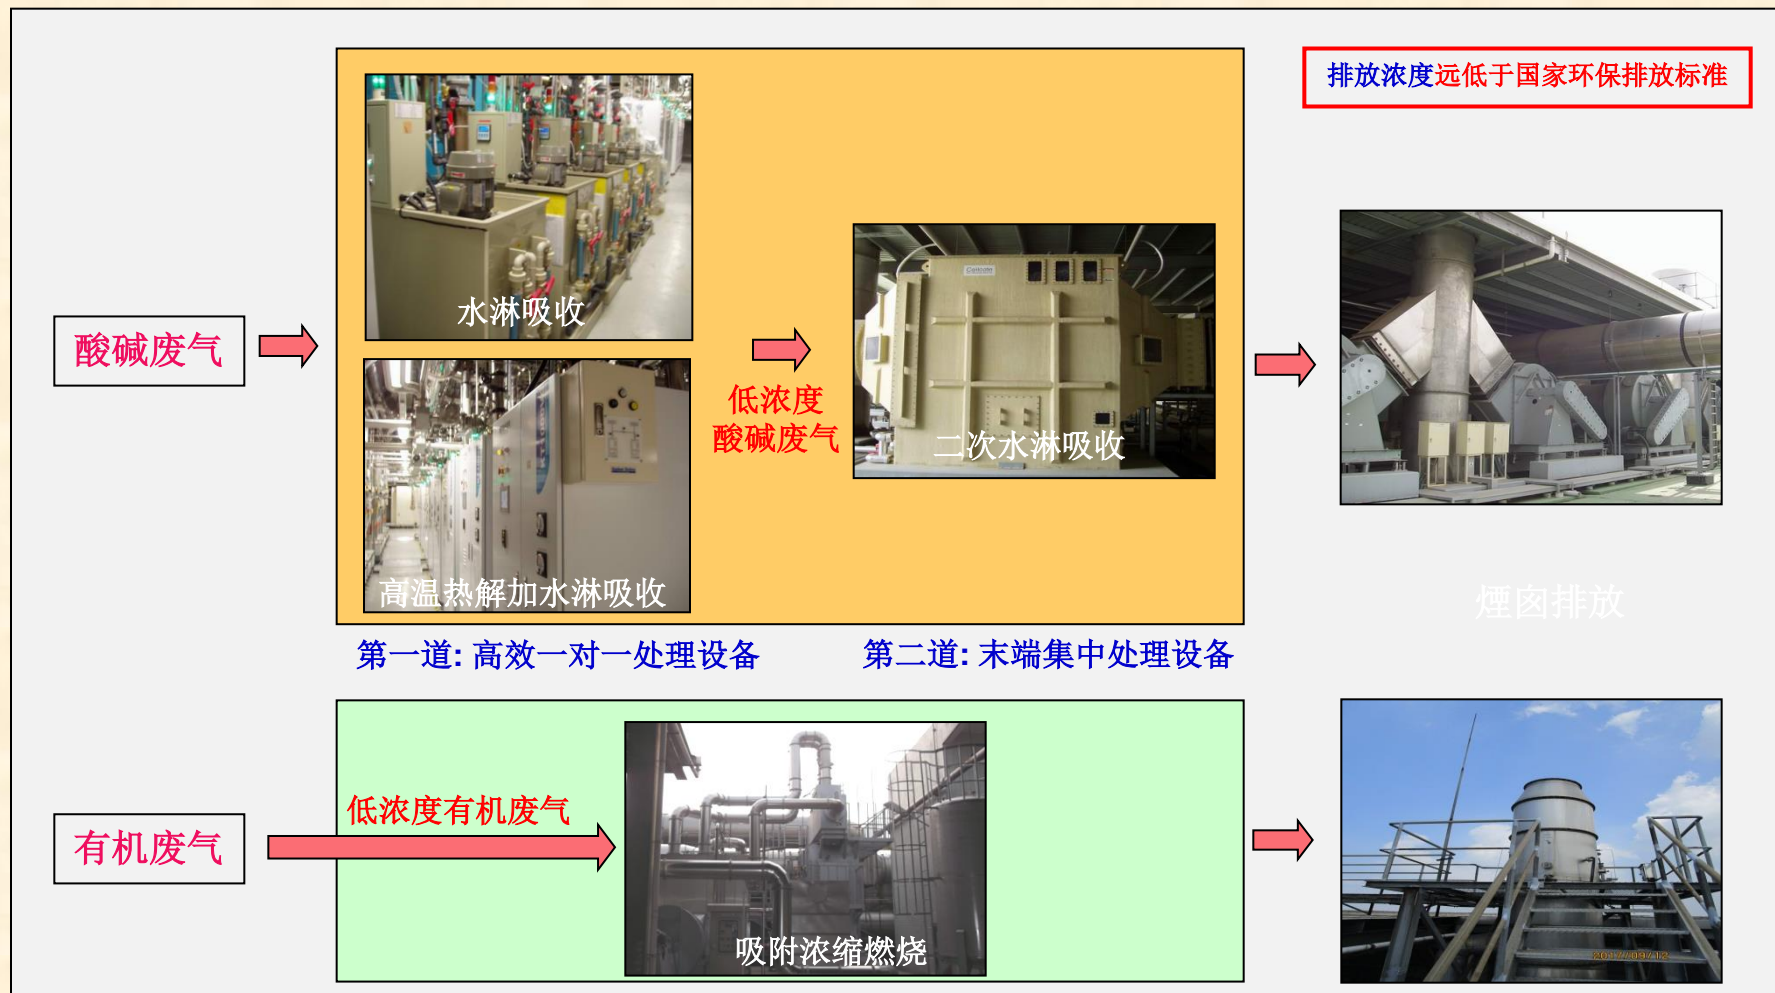 排放浓度远低于国家环保排放标准
水淋吸收
酸碱废气
低浓度
酸碱废气
二次水淋吸收
高温热解加水淋吸收
煙囱排放
第一道: 高效一对一处理设备
第二道: 末端集中处理设备
低浓度有机废气
有机废气
吸附浓缩燃烧
2017/09/12